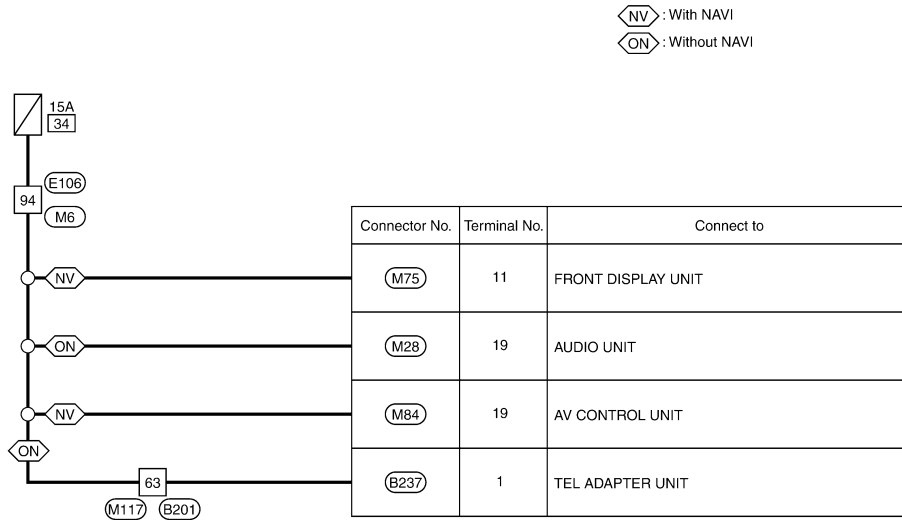 NV : With NAVI
ON : Without NAVI
15A
34
E106
94
M6
Connector No. Terminal No. Connect to
NV M75 11 FRONT DISPLAY UNIT
ON M28 19 AUDIO UNIT
NV M84 19 AV CONTROL UNIT
ON
63 B237 1 TEL ADAPTER UNIT
M117 B201